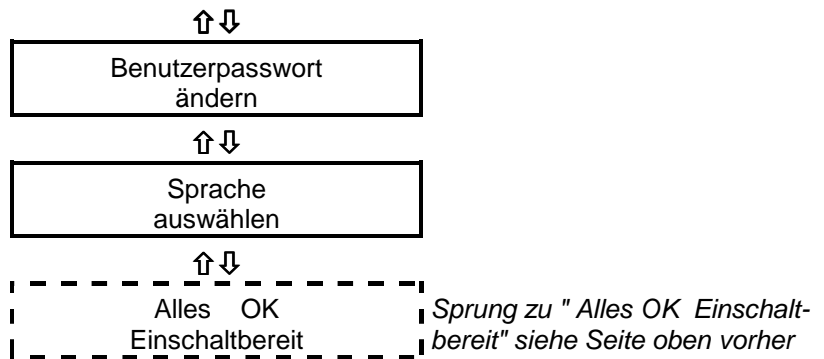 ⇧⇩
Benutzerpasswort
ändern
⇧⇩
Sprache
auswählen
⇧⇩
Alles OK
Einschaltbereit
Sprung zu " Alles OK Einschalt-
bereit" siehe Seite oben vorher